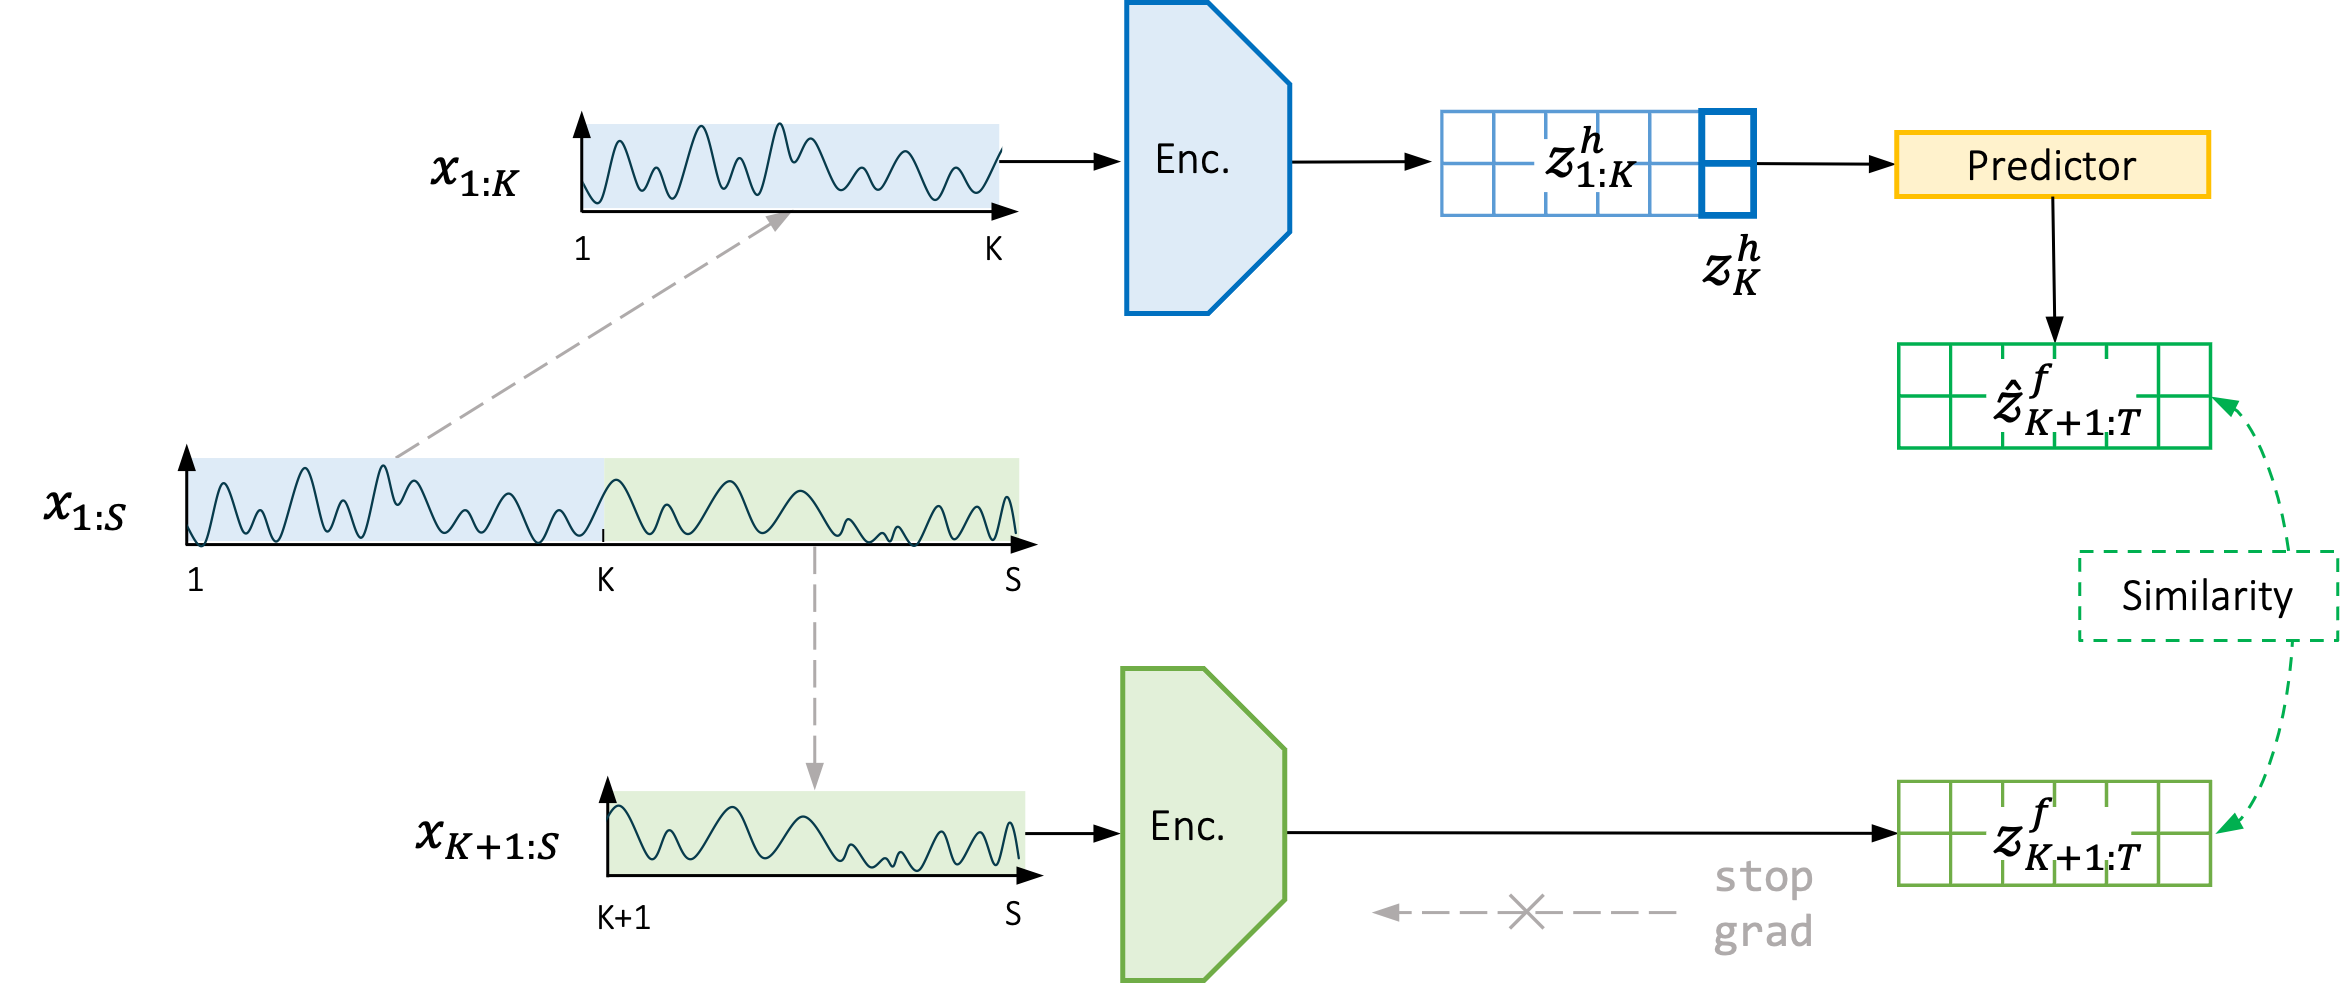 x_{1:K}
1
K
Enc.
z^h_{1:K}
z^h_K
Predictor
ẑ^f_{K+1:T}
x_{1:S}
1
K
S
Similarity
x_{K+1:S}
K+1
S
Enc.
stop
grad
z^f_{K+1:T}